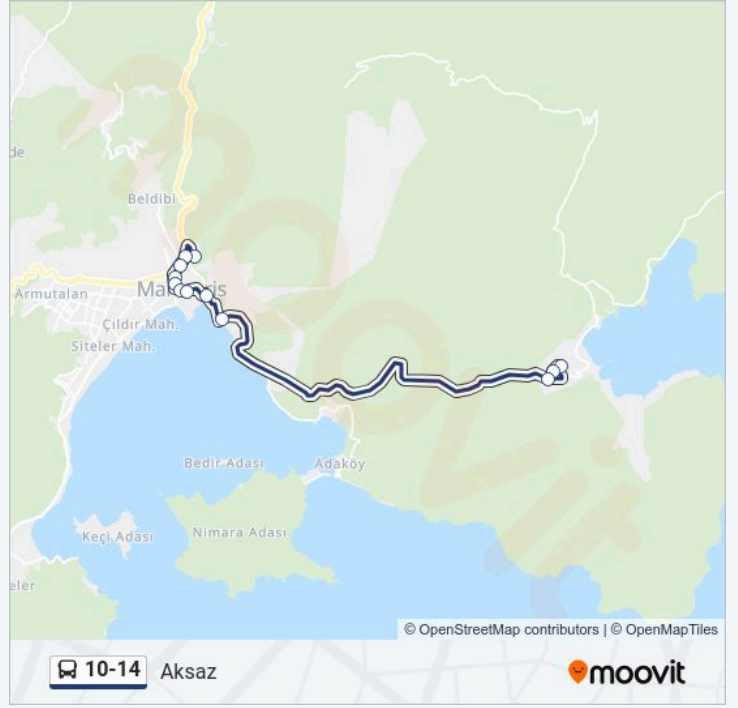 de
Beldibi
Armutalan
Marmaris
Çıldır Mah.
Siteler Mah.
Bedir Adası
Adaköy
Keçi Adası
Nimara Adası
eler
© OpenStreetMap contributors | © OpenMapTiles
10-14 Aksaz
moovit